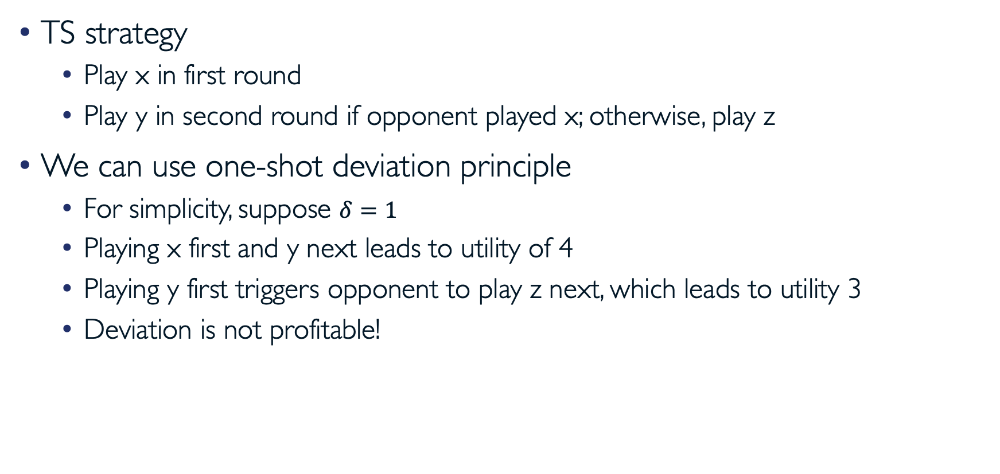 • TS strategy
• Play x in first round
• Play y in second round if opponent played x; otherwise, play z
• We can use one-shot deviation principle
• For simplicity, suppose 𝛿 = 1
• Playing x first and y next leads to utility of 4
• Playing y first triggers opponent to play z next, which leads to utility 3
• Deviation is not profitable!